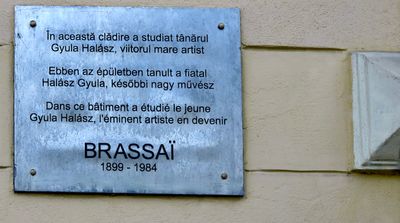 În această clădire a studiat tânărul
Gyula Halász, viitorul mare artist
Ebben az épületben tanult a fiatal
Halász Gyula, későbbi nagy művész
Dans ce bâtiment a étudié le jeune
Gyula Halász, l'éminent artiste en devenir
BRASSAÏ
1899 - 1984